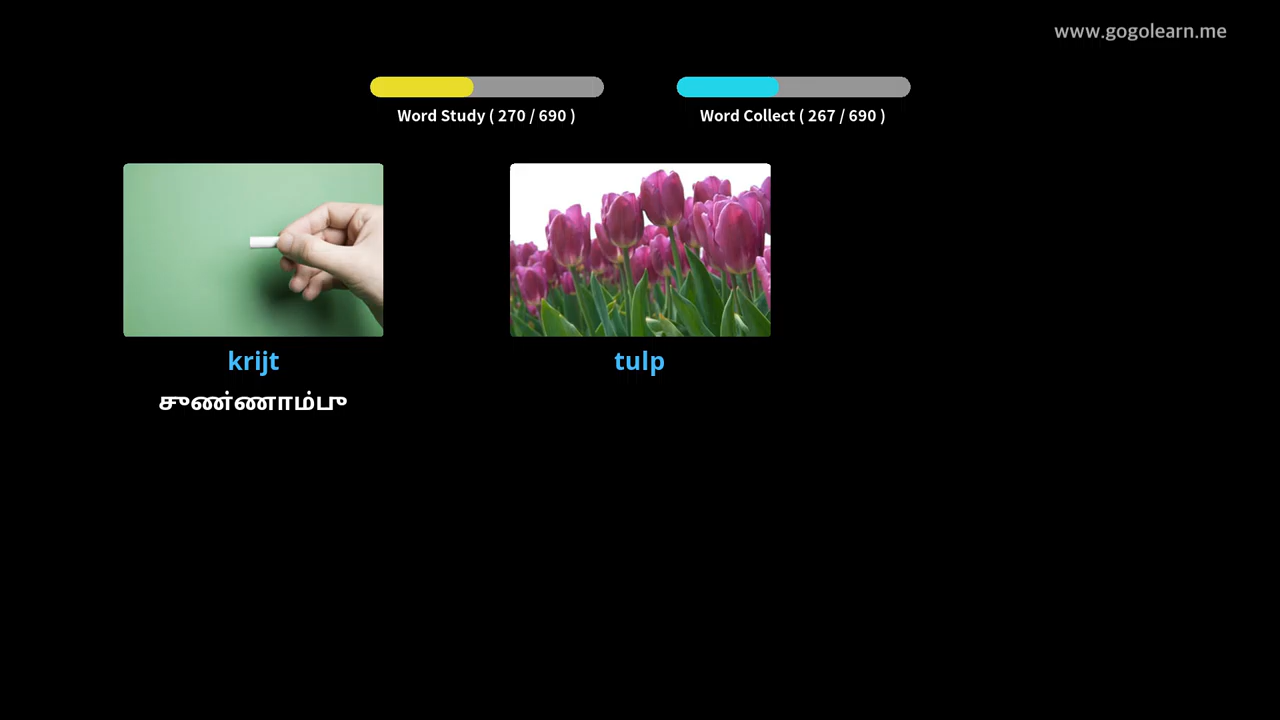 www.gogolearn.me
Word Study ( 270 / 690 )
Word Collect ( 267 / 690 )
krijt
tulp
சுண்ணாம்பு